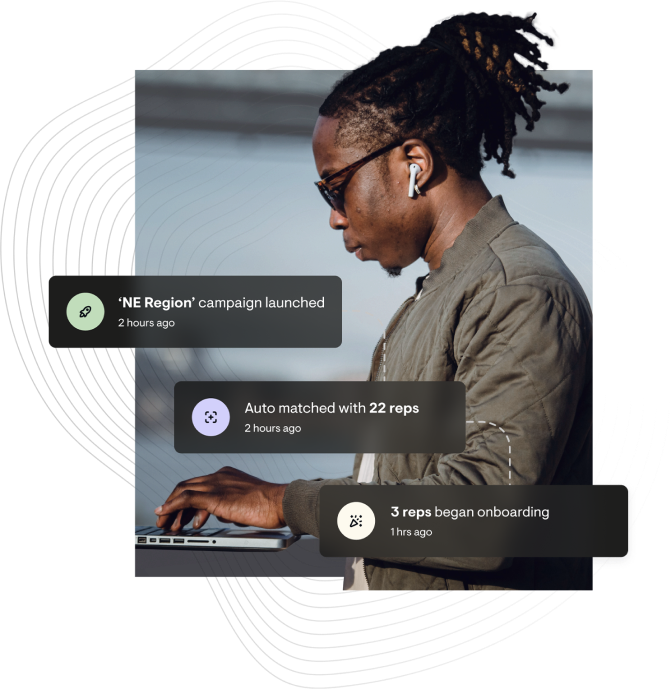 ‘NE Region’ campaign launched
2 hours ago
Auto matched with 22 reps
2 hours ago
3 reps began onboarding
1 hrs ago